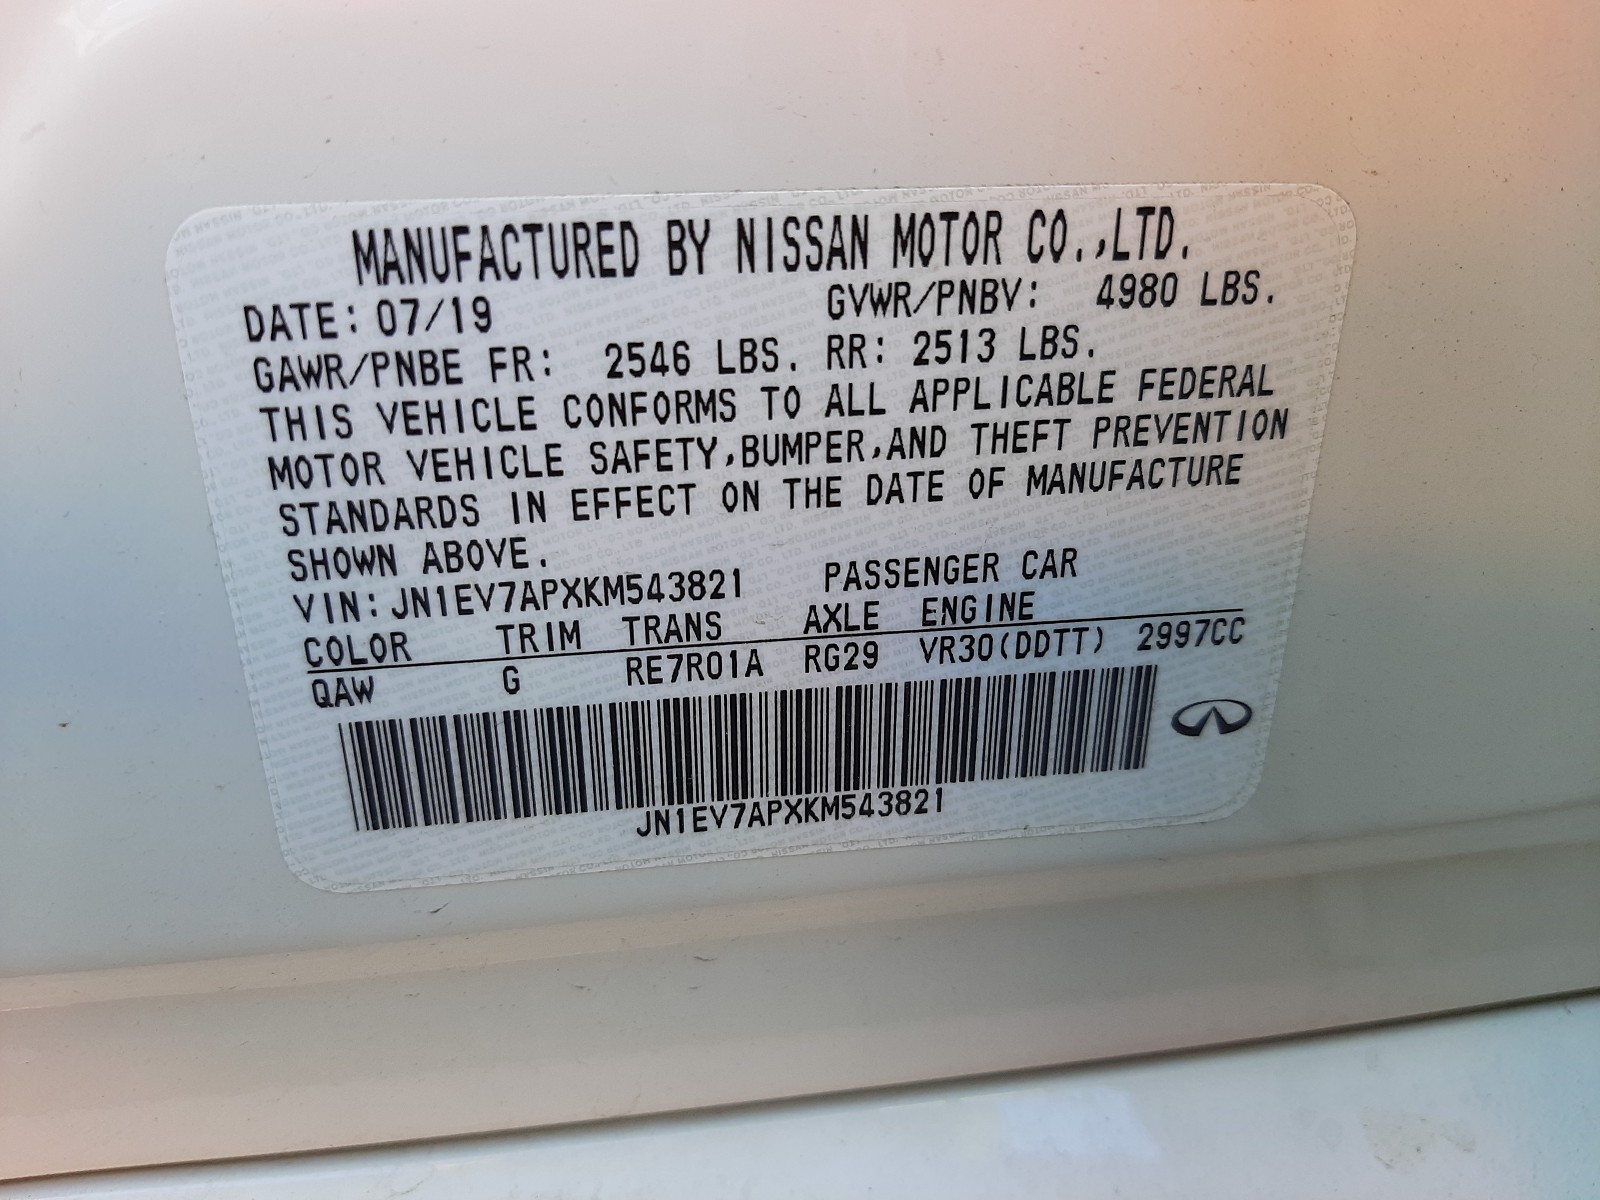 MANUFACTURED BY NISSAN MOTOR CO.,LTD.
DATE: 07/19 GVWR/PNBV: 4980 LBS.
GAWR/PNBE FR: 2546 LBS. RR: 2513 LBS.
THIS VEHICLE CONFORMS TO ALL APPLICABLE FEDERAL
MOTOR VEHICLE SAFETY,BUMPER,AND THEFT PREVENTION
STANDARDS IN EFFECT ON THE DATE OF MANUFACTURE
SHOWN ABOVE.
VIN: JN1EV7APXKM543821 PASSENGER CAR
COLOR TRIM TRANS AXLE ENGINE
QAW G RE7R01A RG29 VR30(DDTT) 2997CC
JN1EV7APXKM543821